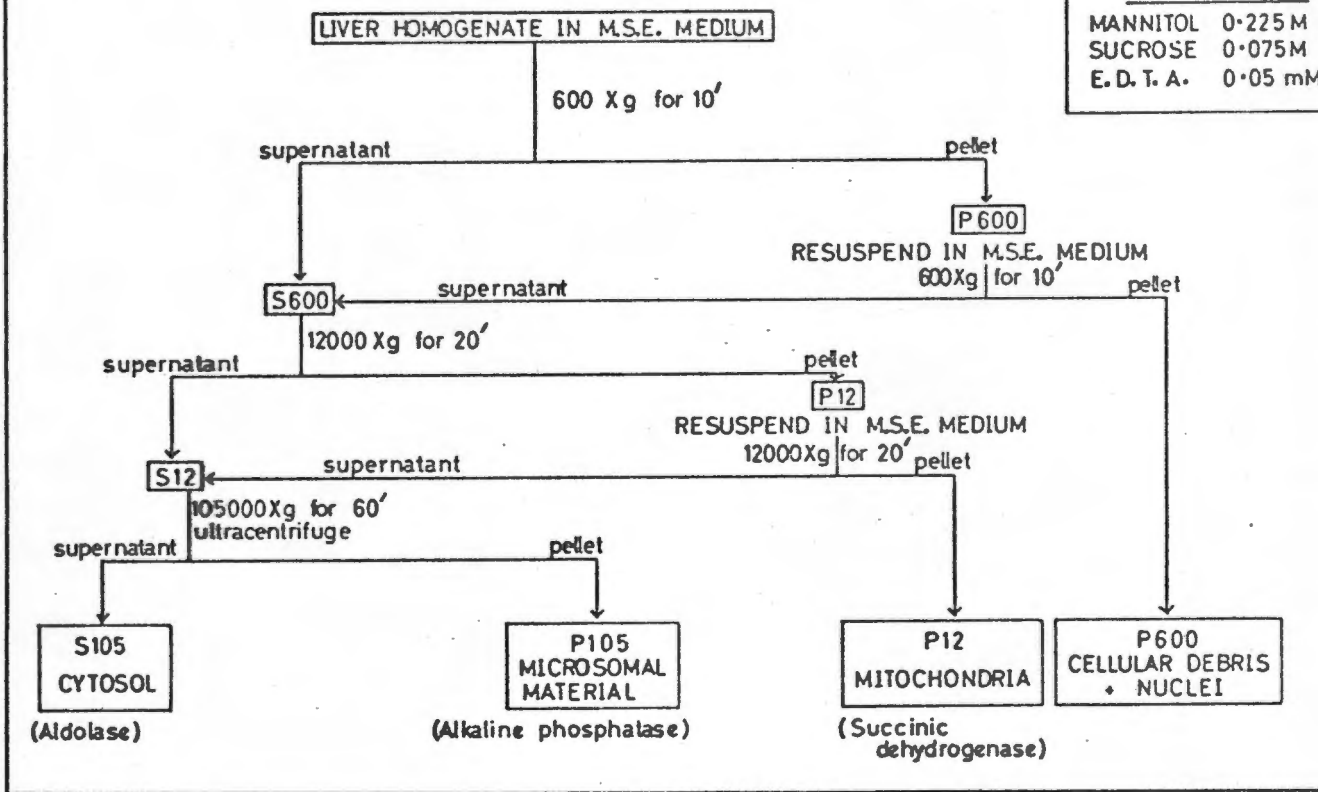 LIVER HOMOGENATE IN M.S.E. MEDIUM
MANNITOL 0·225M
SUCROSE 0·075M
E.D.T.A. 0·05 mM
600 Xg for 10′
supernatant
pellet
P600
RESUSPEND IN M.S.E. MEDIUM
600Xg for 10′
S600
supernatant
pellet
12000 Xg for 20′
supernatant
pellet
P12
RESUSPEND IN M.S.E. MEDIUM
12000Xg for 20′
S12
supernatant
pellet
105000Xg for 60′
ultracentrifuge
supernatant
pellet
S105
CYTOSOL
(Aldolase)
P105
MICROSOMAL
MATERIAL
(Alkaline phosphatase)
P12
MITOCHONDRIA
(Succinic
dehydrogenase)
P600
CELLULAR DEBRIS
+ NUCLEI